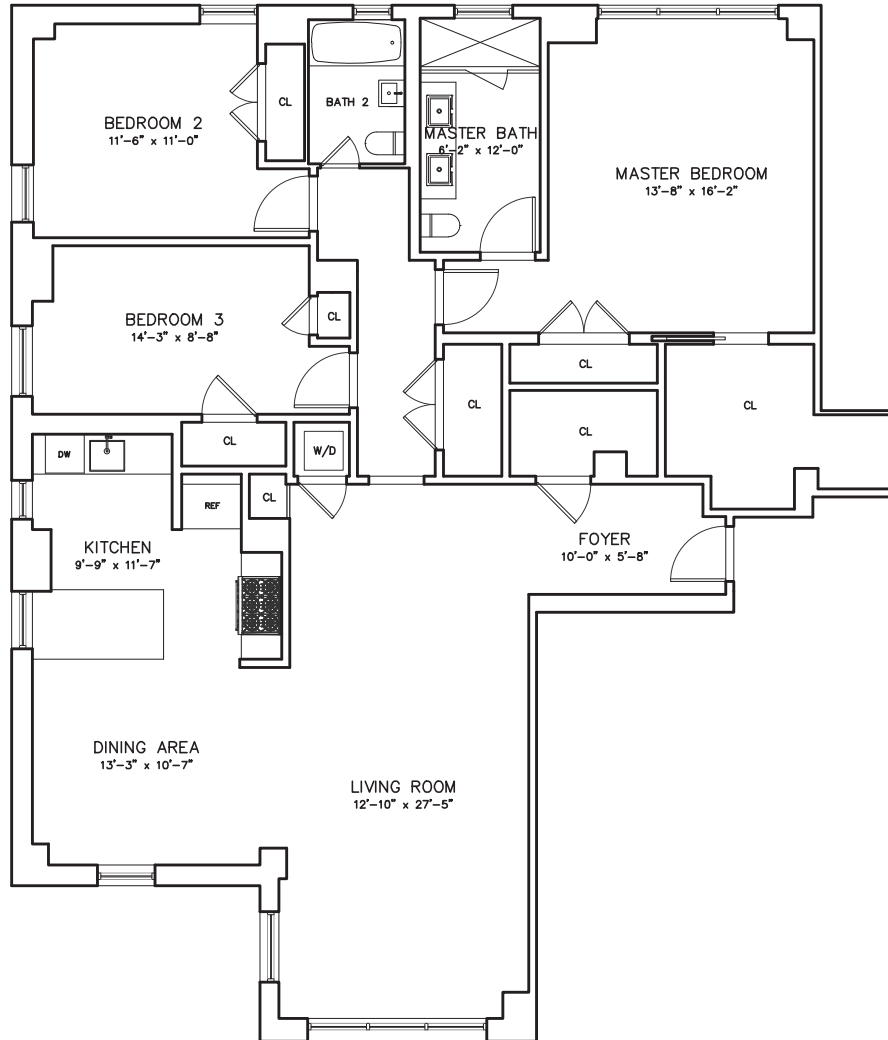 BEDROOM 2
11'-6" x 11'-0"
CL
BATH 2
MASTER BATH
6'-2" x 12'-0"
MASTER BEDROOM
13'-8" x 16'-2"
BEDROOM 3
14'-3" x 8'-8"
CL
CL
CL
CL
CL
CL
W/D
DW
REF
CL
KITCHEN
9'-9" x 11'-7"
FOYER
10'-0" x 5'-8"
DINING AREA
13'-3" x 10'-7"
LIVING ROOM
12'-10" x 27'-5"